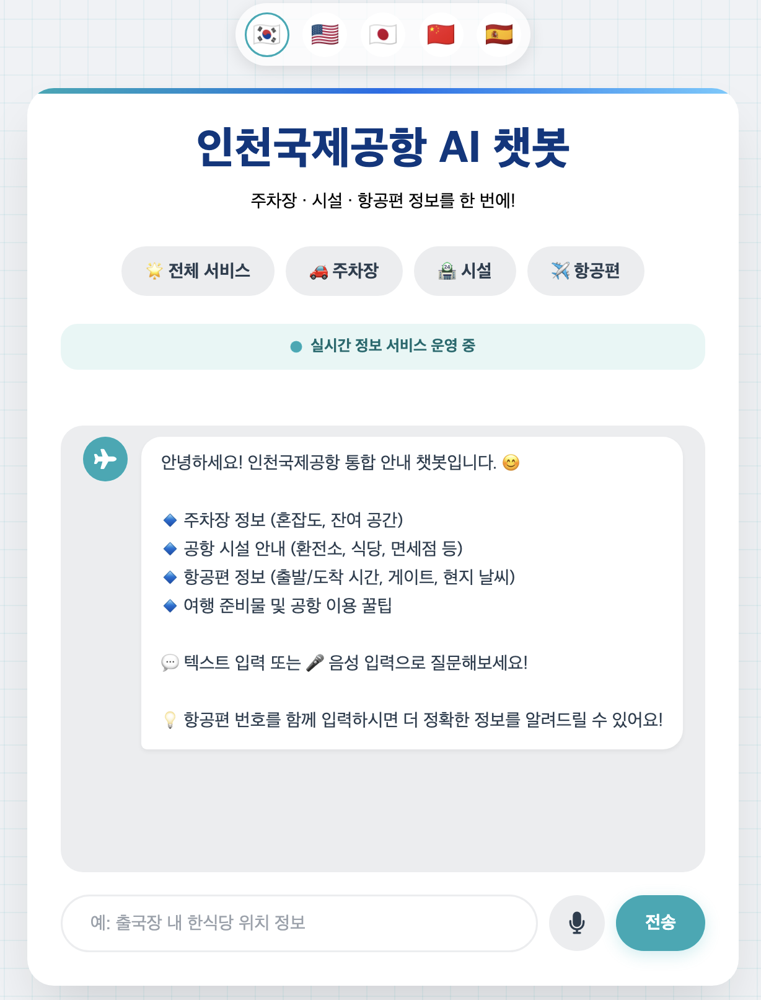 인천국제공항 AI 챗봇
주차장 · 시설 · 항공편 정보를 한 번에!
🌟 전체 서비스
🚗 주차장
🏪 시설
✈️ 항공편
실시간 정보 서비스 운영 중
안녕하세요! 인천국제공항 통합 안내 챗봇입니다. 😊
🔹 주차장 정보 (혼잡도, 잔여 공간)
🔹 공항 시설 안내 (환전소, 식당, 면세점 등)
🔹 항공편 정보 (출발/도착 시간, 게이트, 현지 날씨)
🔹 여행 준비물 및 공항 이용 꿀팁
💬 텍스트 입력 또는 🎤 음성 입력으로 질문해보세요!
💡 항공편 번호를 함께 입력하시면 더 정확한 정보를 알려드릴 수 있어요!
예: 출국장 내 한식당 위치 정보
전송